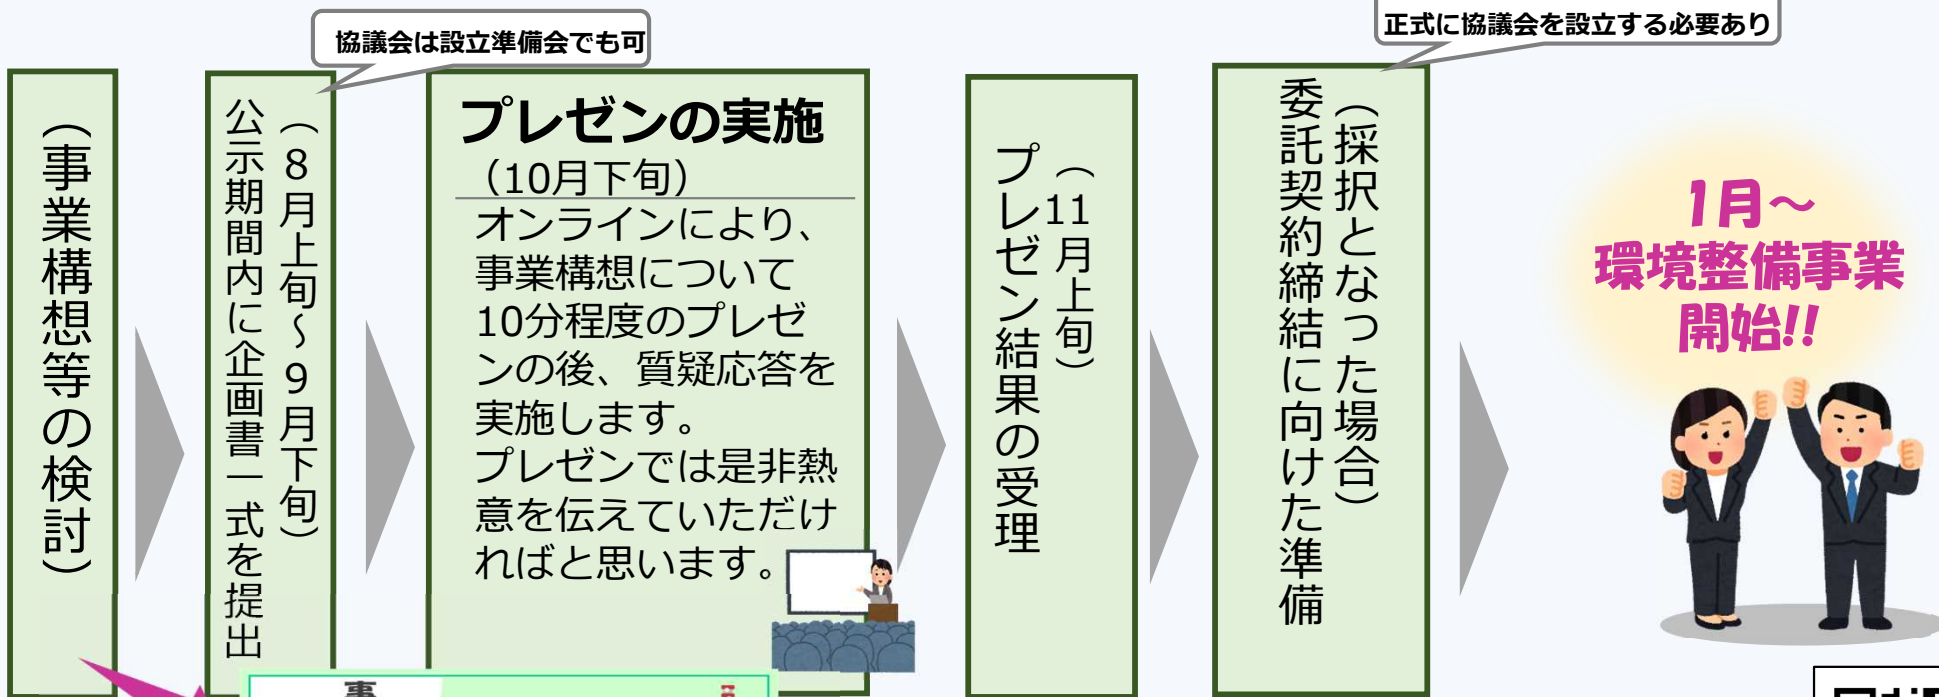 協議会は設立準備会でも可
正式に協議会を設立する必要あり
（事業構想等の検討）
（8月上旬～9月下旬）
公示期間内に企画書一式を提出
プレゼンの実施
（10月下旬）
オンラインにより、
事業構想について
10分程度のプレゼ
ンの後、質疑応答を
実施します。
プレゼンでは是非熱
意を伝えていただけ
ればと思います。
（11月上旬）
プレゼン結果の受理
（採択となった場合）
委託契約締結に向けた準備
1月～
環境整備事業
開始!!